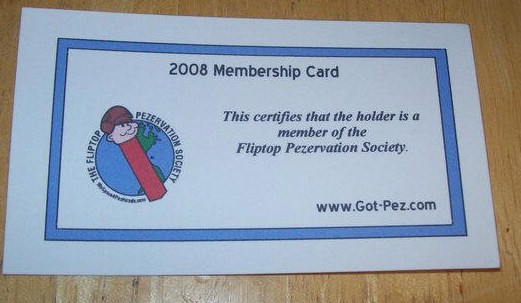 2008 Membership Card
This certifies that the holder is a
member of the
Fliptop Pezervation Society.
THE FLIPTOP PEZERVATION SOCIETY
www.Got-Pez.com